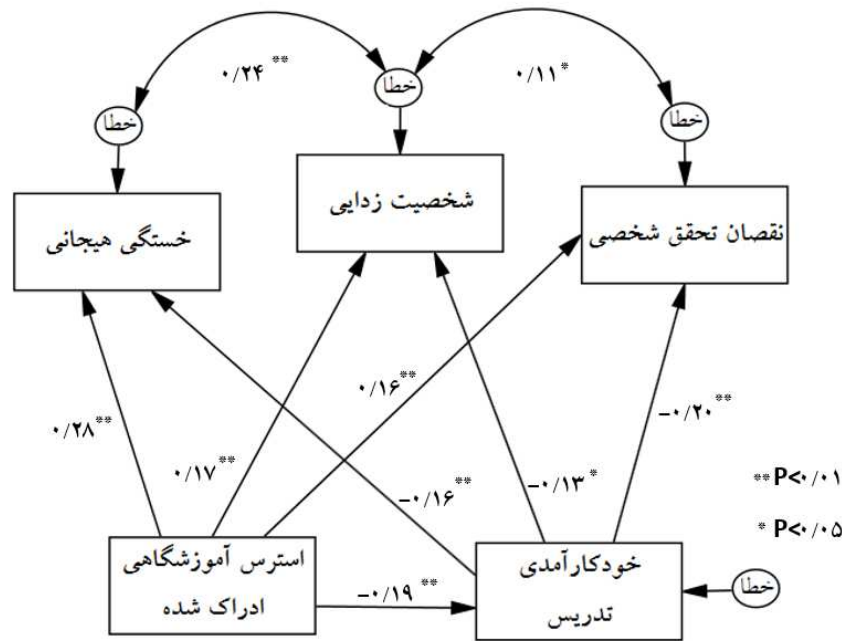 ۰/۲۴ **
۰/۱۱ *
خطا
خطا
خطا
شخصیت زدایی
خستگی هیجانی
نقصان تحقق شخصی
۰/۲۸ **
۰/۱۷ **
۰/۱۶ **
-۰/۱۶ **
-۰/۱۳ *
-۰/۲۰ **
** P<۰/۰۱
* P<۰/۰۵
استرس آموزشگاهی
ادراک شده
-۰/۱۹ **
خودکارآمدی
تدریس
خطا